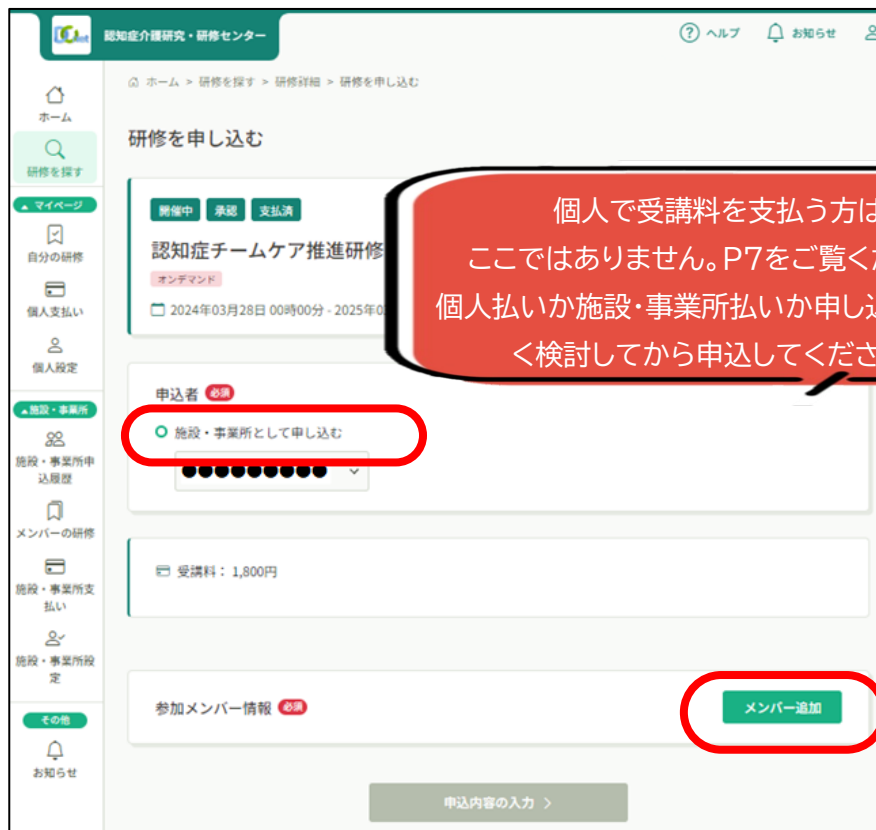 認知症介護研究・研修センター
ヘルプ
お知らせ
ホーム > 研修を探す > 研修詳細 > 研修を申し込む
ホーム
研修を探す
マイページ
自分の研修
個人支払い
個人設定
施設・事業所
施設・事業所申
込履歴
メンバーの研修
施設・事業所支
払い
施設・事業所設
定
その他
お知らせ
研修を申し込む
開催中 承認 支払済
認知症チームケア推進研修
オンデマンド
2024年03月28日 00時00分 - 2025年0
個人で受講料を支払う方は
ここではありません。P7をご覧くだ
個人払いか施設・事業所払いか申し込
く検討してから申込してくださ
申込者 必須
施設・事業所として申し込む
●●●●●●●●●
受講料: 1,800円
参加メンバー情報 必須
メンバー追加
申込内容の入力 >